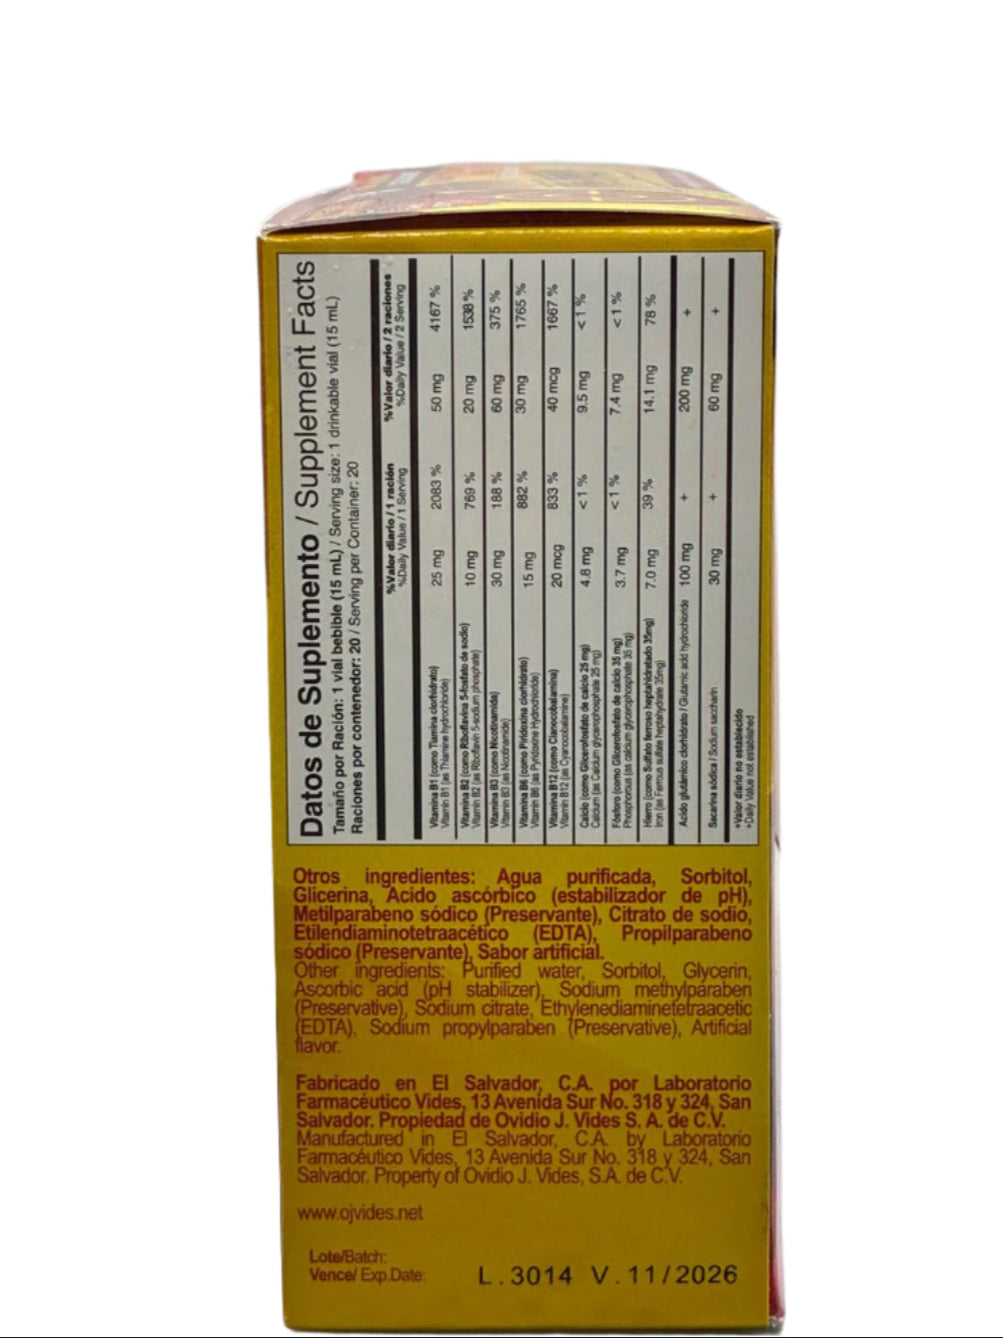 Datos de Suplemento / Supplement Facts
Tamaño por Ración: 1 vial bebible (15 mL) / Serving size: 1 drinkable vial (15 mL)
Raciones por contenedor: 20 / Serving per Container: 20
%Valor diario / 1 ración %Valor diario / 2 raciones
%Daily Value / 1 Serving %Daily Value / 2 Serving
Vitamina B1 (como Tiamina clorhidrato) 25 mg 2083 % 50 mg 4167 %
Vitamin B1 (as Thiamine hydrochloride)
Vitamina B2 (como Riboflavina 5-fosfato de sodio) 10 mg 769 % 20 mg 1538 %
Vitamin B2 (as Riboflavin 5-sodium phosphate)
Vitamina B3 (como Nicotinamida) 30 mg 188 % 60 mg 375 %
Vitamin B3 (as Nicotinamide)
Vitamina B6 (como Piridoxina clorhidrato) 15 mg 882 % 30 mg 1765 %
Vitamin B6 (as Pyridoxine Hydrochloride)
Vitamina B12 (como Cianocobalamina) 20 mcg 833 % 40 mcg 1667 %
Vitamin B12 (as Cyanocobalamine)
Calcio (como Glicerofosfato de calcio 25 mg) 4.8 mg < 1 % 9.5 mg < 1 %
Calcium (as Calcium glycerophosphate 25 mg)
Fósforo (como Glicerofosfato de calcio 35 mg) 3.7 mg < 1 % 7.4 mg < 1 %
Phosphorous (as calcium glycerophosphate 35 mg)
Hierro (como Sulfato ferroso heptahidratado 35mg) 7.0 mg 39 % 14.1 mg 78 %
Iron (as Ferrous sulfate heptahydrate 35mg)
Acido glutámico clorhidrato / Glutamic acid hydrochloride 100 mg + 200 mg +
Sacarina sódica / Sodium saccharin 30 mg + 60 mg +
+Valor diario no establecido
+Daily Value not established
Otros ingredientes: Agua purificada, Sorbitol,
Glicerina, Acido ascórbico (estabilizador de pH),
Metilparabeno sódico (Preservante), Citrato de sodio,
Etilendiaminotetraacético (EDTA), Propilparabeno
sódico (Preservante), Sabor artificial.
Other ingredients: Purified water, Sorbitol, Glycerin,
Ascorbic acid (pH stabilizer), Sodium methylparaben
(Preservative), Sodium citrate, Ethylenediaminetetraacetic
(EDTA), Sodium propylparaben (Preservative), Artificial
flavor.
Fabricado en El Salvador, C.A. por Laboratorio
Farmacéutico Vides, 13 Avenida Sur No. 318 y 324, San
Salvador. Propiedad de Ovidio J. Vides S. A. de C.V.
Manufactured in El Salvador, C.A. by Laboratorio
Farmacéutico Vides, 13 Avenida Sur No. 318 y 324, San
Salvador. Property of Ovidio J. Vides, S.A. de C.V.
www.ojvides.net
Lote/Batch:
Vence/ Exp.Date: L.3014 V.11/2026